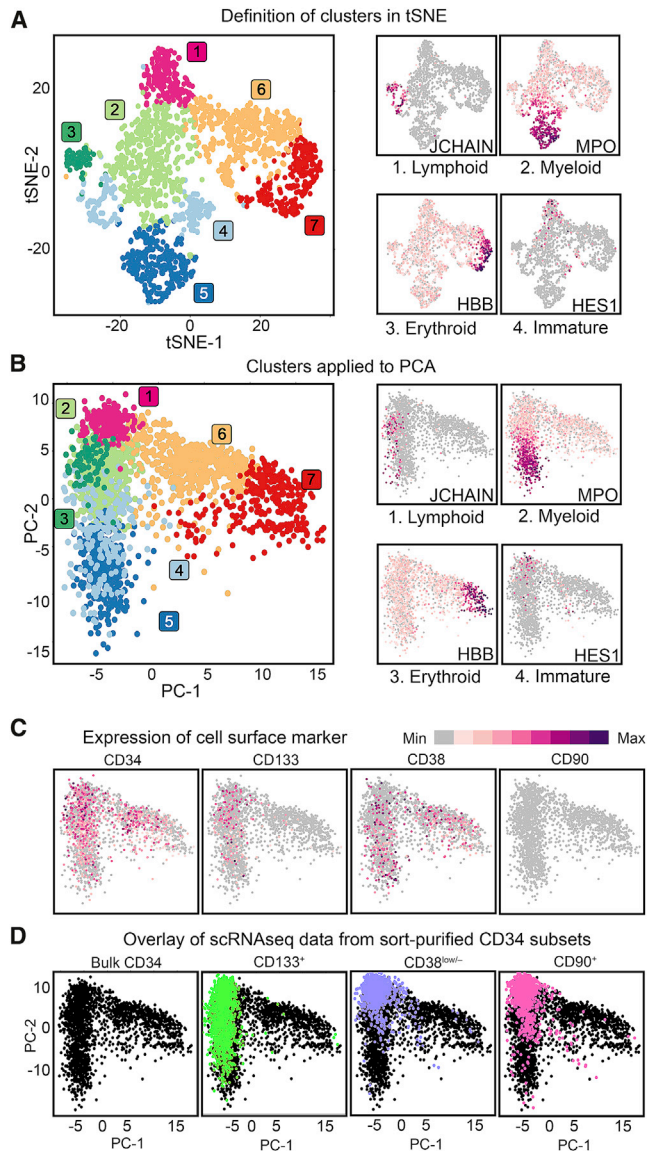 A
Definition of clusters in tSNE
1
2
3
4
5
6
7
20
0
-20
tSNE-2
-20
0
20
tSNE-1
JCHAIN
MPO
1. Lymphoid
2. Myeloid
HBB
HES1
3. Erythroid
4. Immature
B
Clusters applied to PCA
1
2
3
4
5
6
7
10
5
0
-5
-10
-15
PC-2
-5
0
5
10
15
PC-1
JCHAIN
MPO
1. Lymphoid
2. Myeloid
HBB
HES1
3. Erythroid
4. Immature
C
Expression of cell surface marker
Min
Max
CD34
CD133
CD38
CD90
D
Overlay of scRNAseq data from sort-purified CD34 subsets
Bulk CD34
CD133+
CD38low/–
CD90+
10
0
-10
PC-2
-5 0 5 15
-5 0 5 15
-5 0 5 15
-5 0 5 15
PC-1
PC-1
PC-1
PC-1